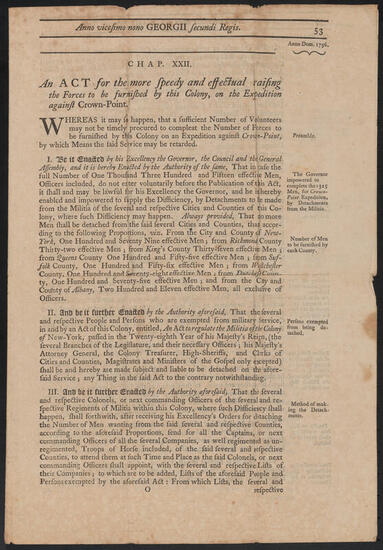 Anno vicesimo nono GEORGII secundi Regis.
53
Anno Dom. 1756.
CHAP. XXII.
An ACT for the more speedy and effectual raising
the Forces to be furnished by this Colony, on the Expedition
against Crown-Point.
WHEREAS it may so happen, that a sufficient Number of Volunteers
may not be timely procured to compleat the Number of Forces to
be furnished by this Colony on an Expedition against Crown-Point,
by which Means the said Service may be retarded.
Preamble.
I. Be it Enacted by his Excellency the Governor, the Council and the General
Assembly, and it is hereby Enacted by the Authority of the same, That in case the
full Number of One Thousand Three Hundred and Fifteen effective Men,
Officers included, do not enter voluntarily before the Publication of this Act,
it shall and may be lawful for his Excellency the Governor, and he is hereby
enabled and impowered to supply the Difficiency, by Detachments to be made
from the Militia of the several and respective Cities and Counties of this Co-
lony, where such Difficiency may happen. Always provided, That no more
Men shall be detached from the said several Cities and Counties, than accord-
ing to the following Proportions, viz. From the City and County of New-
York, One Hundred and Seventy Nine effective Men; from Richmond County
Thirty-two effective Men; from King's County Thirty-seven effective Men;
from Queens County One Hundred and Fifty-five effective Men; from Suf-
folk County, One Hundred and Fifty-six effective Men; from Westchester
County, One Hundred and Seventy-eight effective Men; from Dutchess Coun-
ty, One Hundred and Seventy-five effective Men; and from the City and
County of Albany, Two Hundred and Eleven effective Men, all exclusive of
Officers.
The Governor
impowered to
compleat the 1315
Men, for Crown-
Point Expedition,
by Detachments
from the Militia.
Number of Men
to be furnished by
each County.
II. And be it further Enacted by the Authority aforesaid, That the several
and respective People and Persons who are exempted from military Service,
in and by an Act of this Colony, entitled, An Act to regulate the Militia of the Colony
of New-York, passed in the Twenty-eighth Year of his Majesty's Reign, (the
several Branches of the Legislature, and their necessary Officers; his Majesty's
Attorney General, the Colony Treasurer, High-Sheriffs, and Clerks of
Cities and Counties, Magistrates and Ministers of the Gospel only excepted)
shall be and hereby are made subject and liable to be detached on the afore-
said Service; any Thing in the said Act to the contrary notwithstanding.
Persons exempted
from being de-
tached.
III. And be it further Enacted by the Authority aforesaid, That the several
and respective Colonels, or next commanding Officers of the several and re-
spective Regiments of Militia within this Colony, where such Difficiency shall
happen, shall forthwith, after receiving his Excellency's Orders for detaching
the Number of Men wanting from the said several and respective Counties,
according to the aforesaid Proportions, send for the Captains, or next
commanding Officers of all the several Companies, as well regimented as un-
regimented, Troops of Horse included, of the said several and respective
Counties, to attend them at such Time and Place as the said Colonels, or next
commanding Officers shall appoint, with the several and respective Lists of
their Companies; to which are to be added, Lists of the aforesaid People and
Persons exempted by the aforesaid Act: From which Lists, the several and
Method of mak-
ing the Detach-
ments.
O
respective